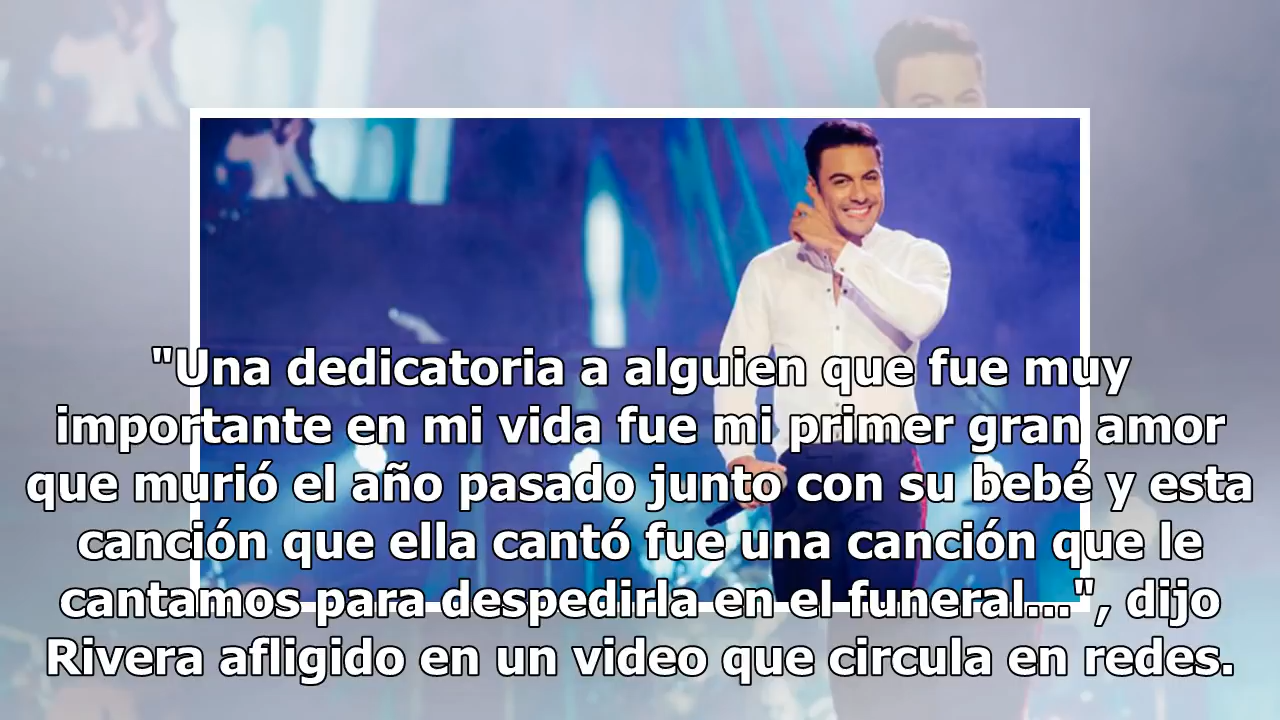 "Una dedicatoria a alguien que fue muy
importante en mi vida fue mi primer gran amor
que murió el año pasado junto con su bebé y esta
canción que ella cantó fue una canción que le
cantamos para despedirla en el funeral...", dijo
Rivera afligido en un video que circula en redes.